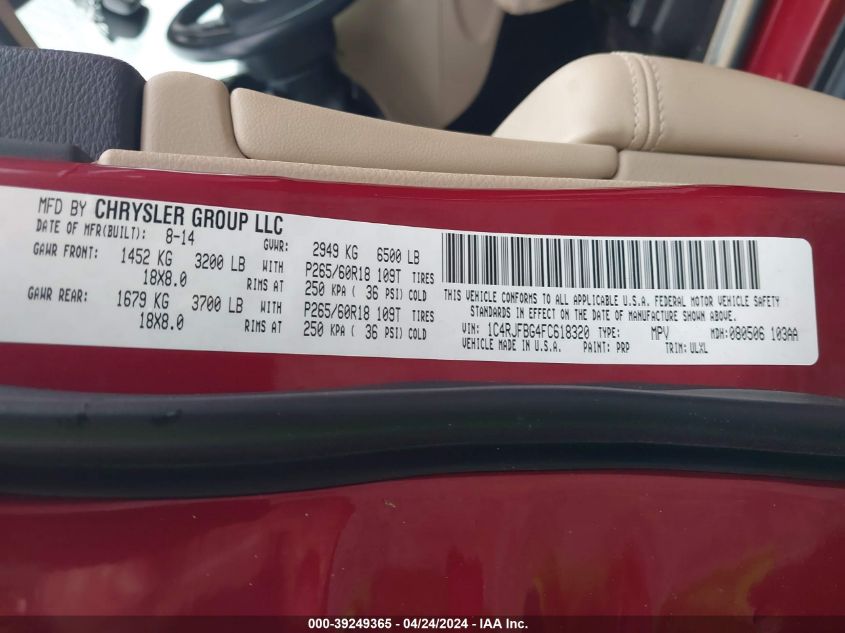 MFD BY CHRYSLER GROUP LLC
DATE OF MFR(BUILT): 8-14 GVWR: 2949 KG 6500 LB
GAWR FRONT: 1452 KG 3200 LB WITH P265/60R18 109T TIRES
18X8.0 RIMS AT 250 KPA ( 36 PSI) COLD
GAWR REAR: 1679 KG 3700 LB WITH P265/60R18 109T TIRES
18X8.0 RIMS AT 250 KPA ( 36 PSI) COLD
THIS VEHICLE CONFORMS TO ALL APPLICABLE U.S.A. FEDERAL MOTOR VEHICLE SAFETY
STANDARDS IN EFFECT ON THE DATE OF MANUFACTURE SHOWN ABOVE.
VIN: 1C4RJFBG4FC618320 TYPE: MPV MDH: 080506 103AA
VEHICLE MADE IN U.S.A. PAINT: PRP TRIM: ULXL
000-39249365 - 04/24/2024 - IAA Inc.